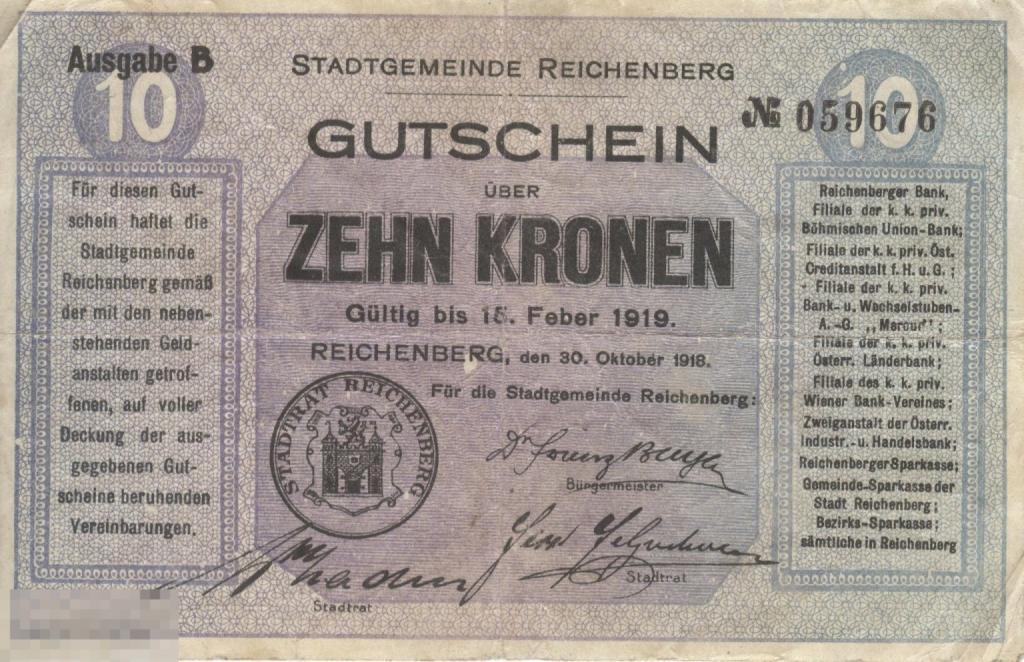 Ausgabe B
10
STADTGEMEINDE REICHENBERG
10
№ 059676
GUTSCHEIN
ÜBER
ZEHN KRONEN
Gültig bis 15. Feber 1919.
REICHENBERG, den 30. Oktober 1918.
Für die Stadtgemeinde Reichenberg:
Bürgermeister
Stadtrat
Stadtrat
STADTRAT REICHENBERG
Für diesen Gut-
schein haftet die
Stadtgemeinde
Reichenberg gemäß
der mit den neben-
stehenden Geld-
anstalten getrof-
fenen, auf voller
Deckung der aus-
gegebenen Gut-
scheine beruhenden
Vereinbarungen.
Reichenberger Bank,
Filiale der k. k. priv.
Böhmischen Union-Bank;
Filiale der k. k. priv. Öst.
Creditanstalt f. H. u. G. ;
Filiale der k. k. priv.
Bank- u. Wechselstuben-
A.-G. „Mercur";
Filiale der k. k. priv.
Österr. Länderbank;
Filiale des k. k. priv.
Wiener Bank-Vereines;
Zweiganstalt der Österr.
Industr.- u. Handelsbank;
Reichenberger Sparkasse;
Gemeinde-Sparkasse der
Stadt Reichenberg;
Bezirks-Sparkasse;
sämtliche in Reichenberg